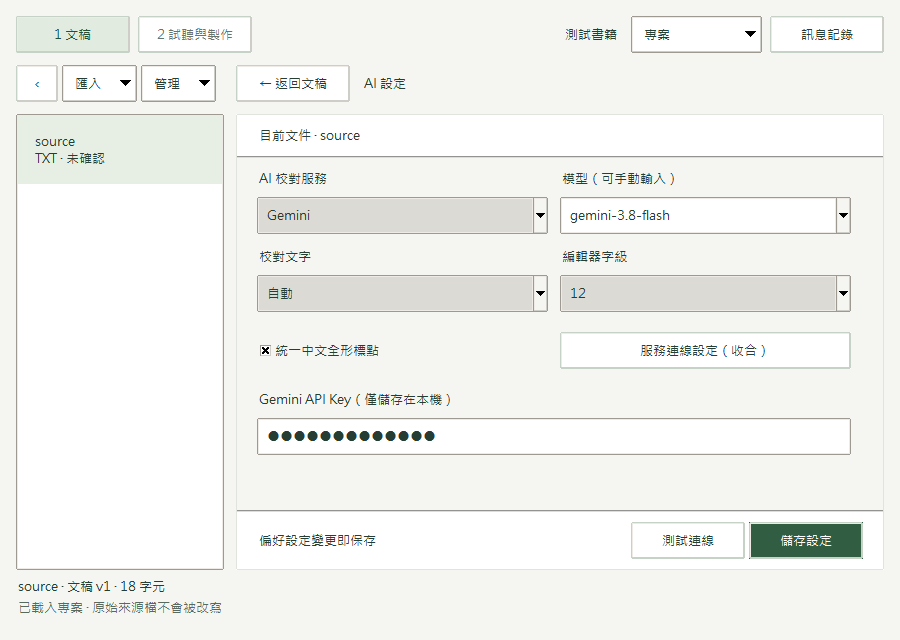 1 文稿
2 試聽與製作
測試書籍
專案
訊息記錄
‹
匯入
管理
← 返回文稿
AI 設定
source
TXT · 未確認
目前文件 · source
AI 校對服務
模型（可手動輸入）
Gemini
gemini-3.8-flash
校對文字
編輯器字級
自動
12
統一中文全形標點
服務連線設定（收合）
Gemini API Key（僅儲存在本機）
●●●●●●●●●●●●●
偏好設定變更即保存
測試連線
儲存設定
source · 文稿 v1 · 18 字元
已載入專案 · 原始來源檔不會被改寫